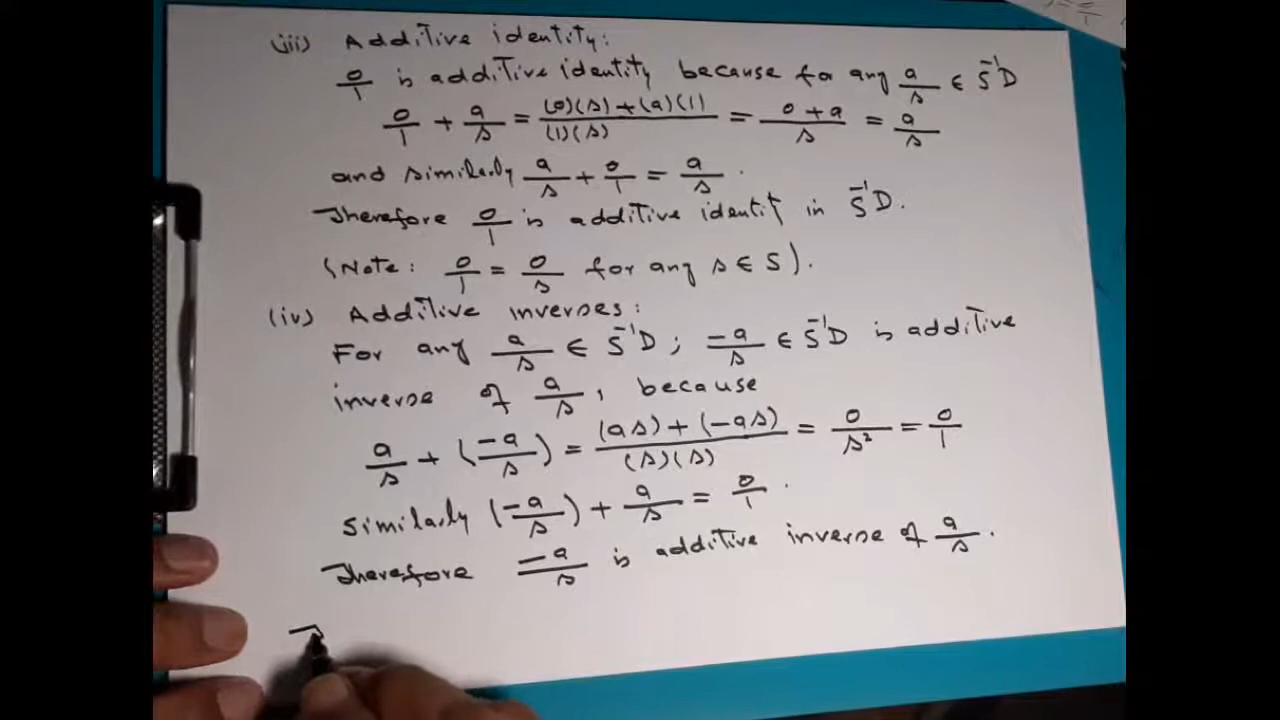 (iii) Additive identity:
0/1 is additive identity because for any a/s ∈ S⁻¹D
0/1 + a/s = (0)(s)+(a)(1)/(1)(s) = 0+a/s = a/s
and similarly a/s + 0/1 = a/s.
Therefore 0/1 is additive identit in S⁻¹D.
(Note: 0/1 = 0/s for any s ∈ S).
(iv) Additive inverses:
For any a/s ∈ S⁻¹D; -a/s ∈ S⁻¹D is additive
inverse of a/s, because
a/s + (-a/s) = (as)+(-as)/(s)(s) = 0/s² = 0/1
Similarly (-a/s) + a/s = 0/1.
Therefore -a/s is additive inverse of a/s.